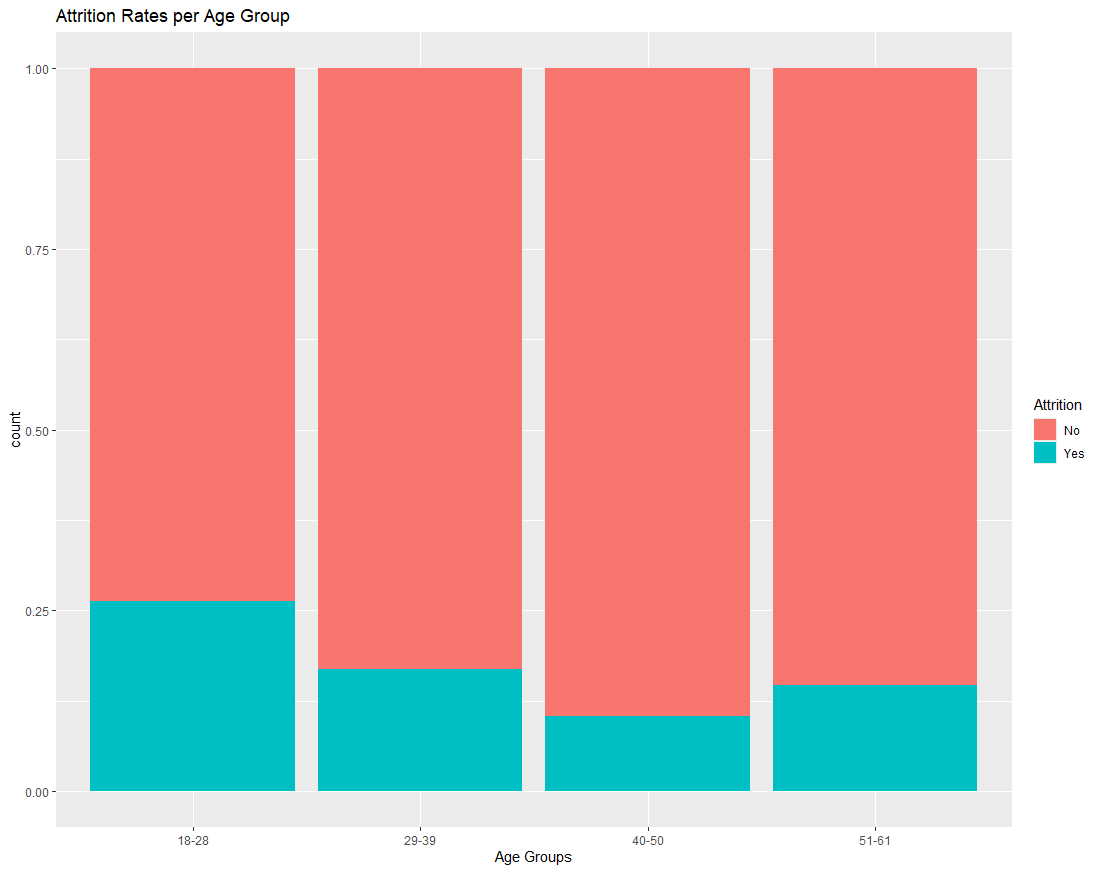 Attrition Rates per Age Group
1.00
0.75
0.50
0.25
0.00
count
18-28 29-39 40-50 51-61
Age Groups
Attrition
No
Yes